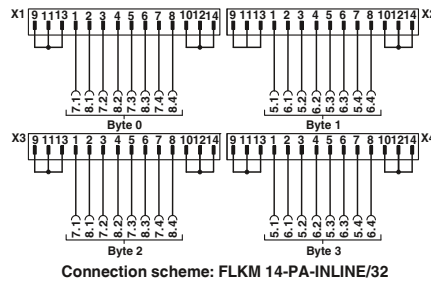 X1 9 11 13 1 2 3 4 5 6 7 8 10 12 14
9 11 13 1 2 3 4 5 6 7 8 10 12 14 X2
7.1 8.1 7.2 8.2 7.3 8.3 7.4 8.4
5.1 6.1 5.2 6.2 5.3 6.3 5.4 6.4
Byte 0
Byte 1
X3 9 11 13 1 2 3 4 5 6 7 8 10 12 14
9 11 13 1 2 3 4 5 6 7 8 10 12 14 X4
7.1 8.1 7.2 8.2 7.3 8.3 7.4 8.4
5.1 6.1 5.2 6.2 5.3 6.3 5.4 6.4
Byte 2
Byte 3
Connection scheme: FLKM 14-PA-INLINE/32